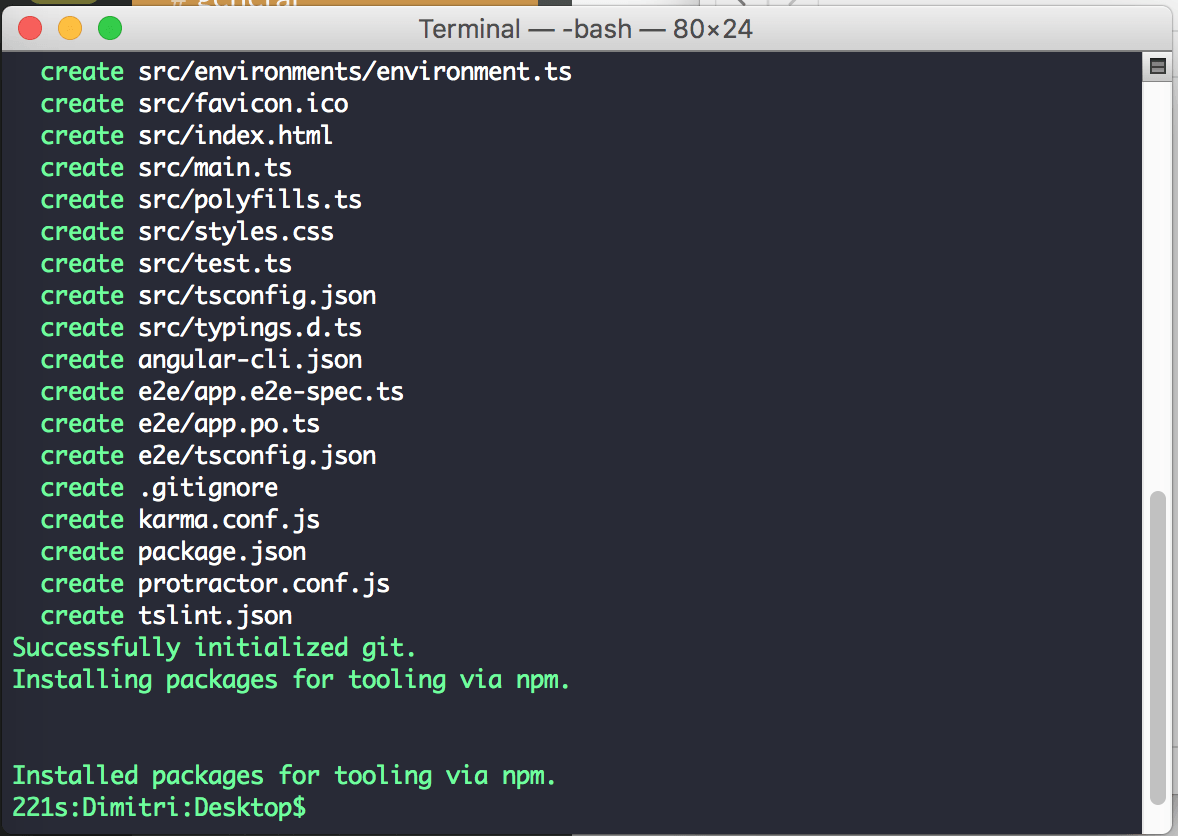 # general
Terminal — -bash — 80×24
create src/environments/environment.ts
create src/favicon.ico
create src/index.html
create src/main.ts
create src/polyfills.ts
create src/styles.css
create src/test.ts
create src/tsconfig.json
create src/typings.d.ts
create angular-cli.json
create e2e/app.e2e-spec.ts
create e2e/app.po.ts
create e2e/tsconfig.json
create .gitignore
create karma.conf.js
create package.json
create protractor.conf.js
create tslint.json
Successfully initialized git.
Installing packages for tooling via npm.
Installed packages for tooling via npm.
221s:Dimitri:Desktop$